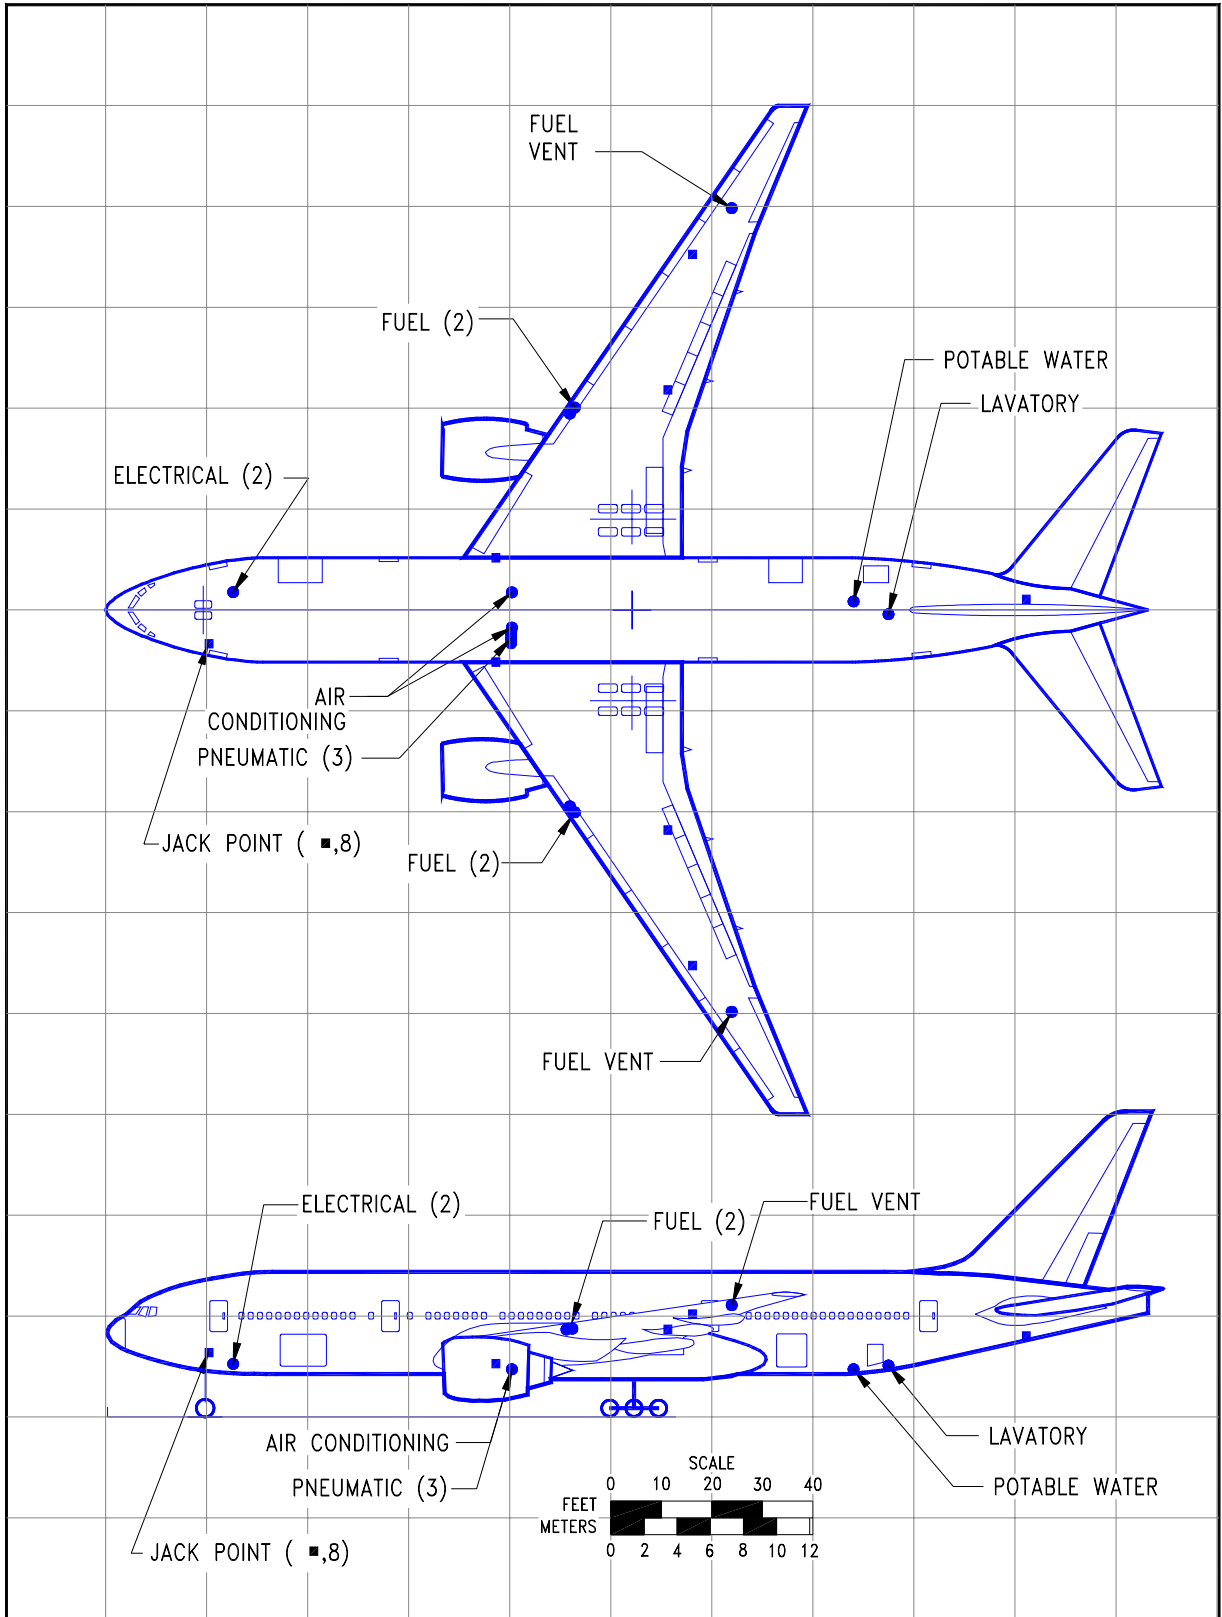 FUEL
VENT
FUEL (2)
POTABLE WATER
LAVATORY
ELECTRICAL (2)
AIR
CONDITIONING
PNEUMATIC (3)
JACK POINT ( ■,8)
FUEL (2)
FUEL VENT
ELECTRICAL (2)
FUEL VENT
FUEL (2)
AIR CONDITIONING
LAVATORY
PNEUMATIC (3)
POTABLE WATER
SCALE
0 10 20 30 40
FEET
METERS
0 2 4 6 8 10 12
JACK POINT ( ■,8)